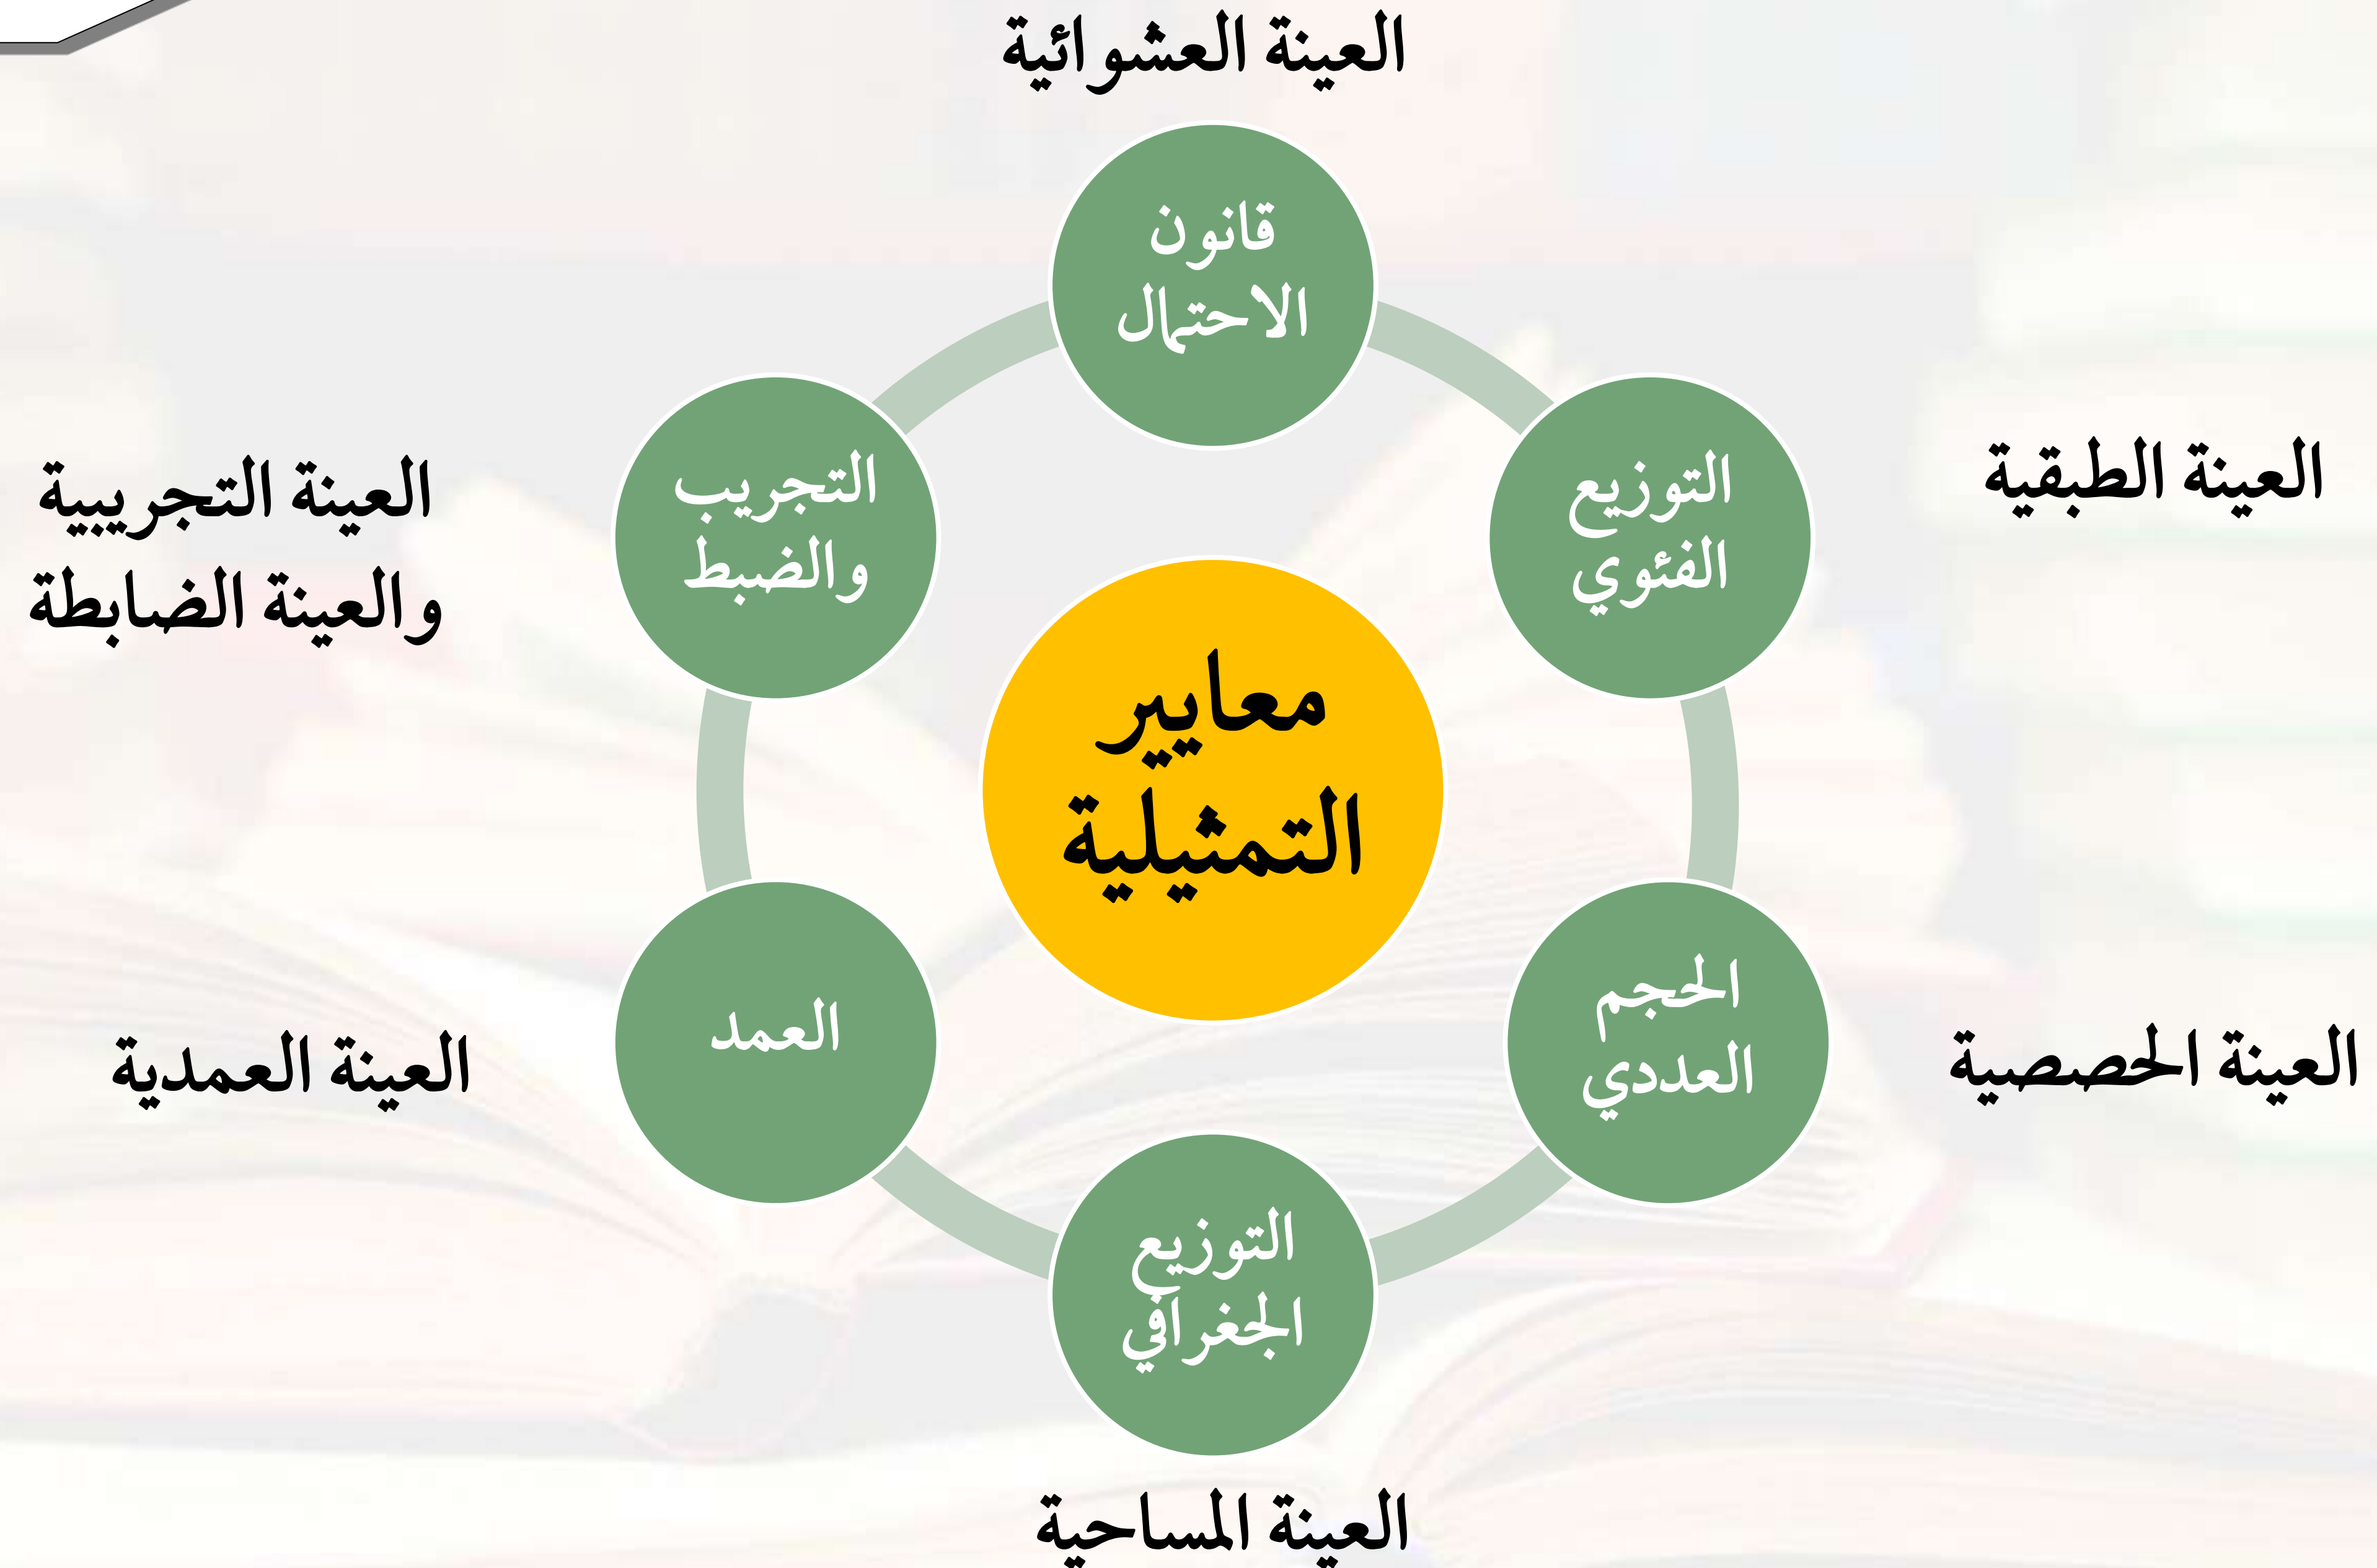 العينة العشوائية
قانون
الاحتمال
العينة الطبقية
التوزيع
الفئوي
التجريب
والضبط
العينة التجريبية
والعينة الضابطة
معايير
التمثيلية
العينة الحصصية
الحجم
العددي
العمد
العينة العمدية
التوزيع
الجغرافي
العينة المساحية